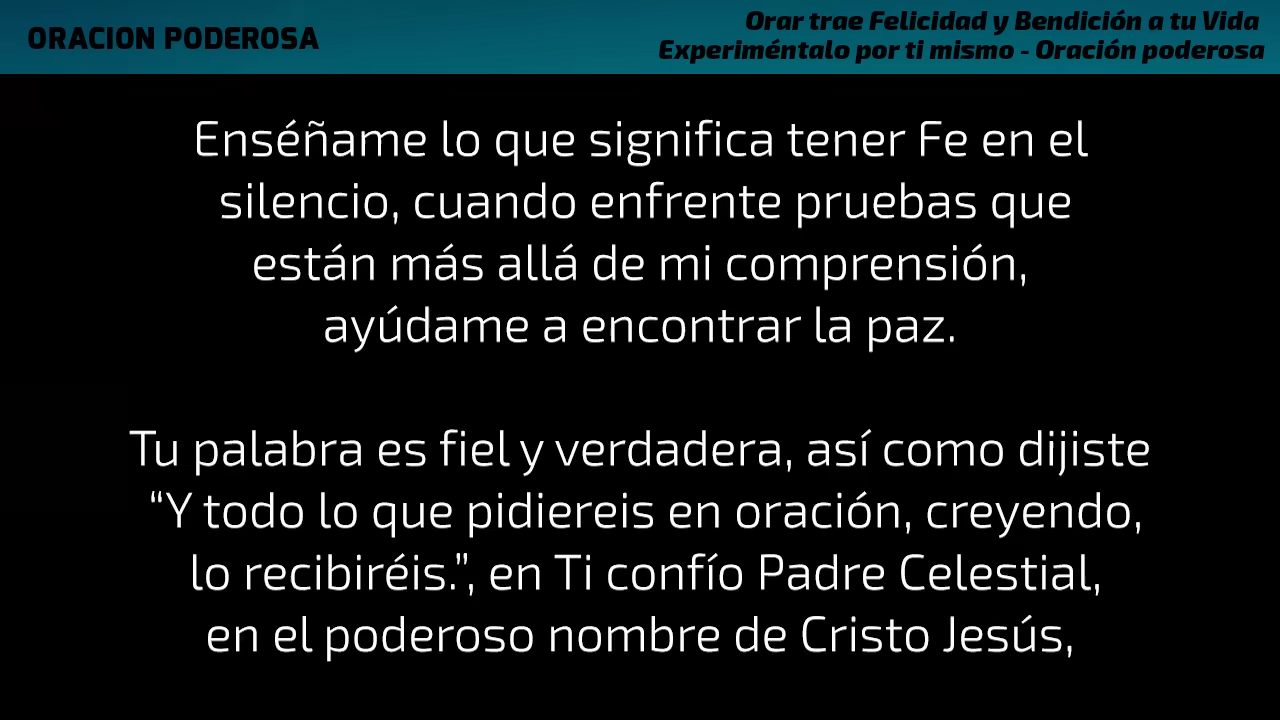 ORACION PODEROSA
Orar trae Felicidad y Bendición a tu Vida
Experiméntalo por ti mismo - Oración poderosa
Enséñame lo que significa tener Fe en el
silencio, cuando enfrente pruebas que
están más allá de mi comprensión,
ayúdame a encontrar la paz.
Tu palabra es fiel y verdadera, así como dijiste
“Y todo lo que pidiereis en oración, creyendo,
lo recibiréis.”, en Ti confío Padre Celestial,
en el poderoso nombre de Cristo Jesús,